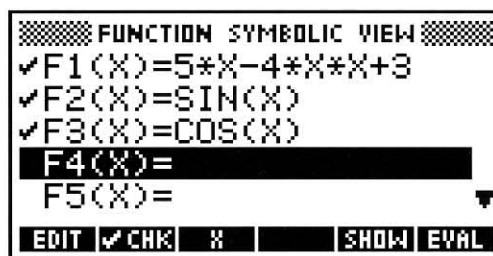 FUNCTION SYMBOLIC VIEW
✔F1(X)=5*X-4*X*X+3
✔F2(X)=SIN(X)
✔F3(X)=COS(X)
F4(X)=
F5(X)=
EDIT ✔CHK X SHOW EVAL